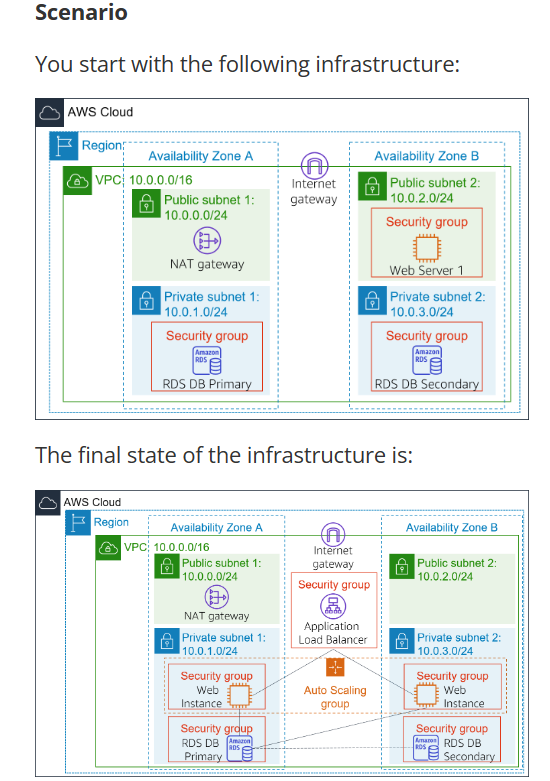 Scenario
You start with the following infrastructure:
AWS Cloud
Region
Availability Zone A
Availability Zone B
VPC 10.0.0.0/16
Internet
gateway
Public subnet 1:
10.0.0.0/24
NAT gateway
Public subnet 2:
10.0.2.0/24
Security group
Web Server 1
Private subnet 1:
10.0.1.0/24
Security group
Amazon
RDS
RDS DB Primary
Private subnet 2:
10.0.3.0/24
Security group
Amazon
RDS
RDS DB Secondary
The final state of the infrastructure is:
AWS Cloud
Region
Availability Zone A
Availability Zone B
VPC 10.0.0.0/16
Internet
gateway
Public subnet 1:
10.0.0.0/24
NAT gateway
Security group
Application
Load Balancer
Public subnet 2:
10.0.2.0/24
Private subnet 1:
10.0.1.0/24
Private subnet 2:
10.0.3.0/24
Security group
Web
Instance
Auto Scaling
group
Security group
Web
Instance
Security group
RDS DB
Primary
Amazon
RDS
Security group
Amazon
RDS
RDS DB
Secondary